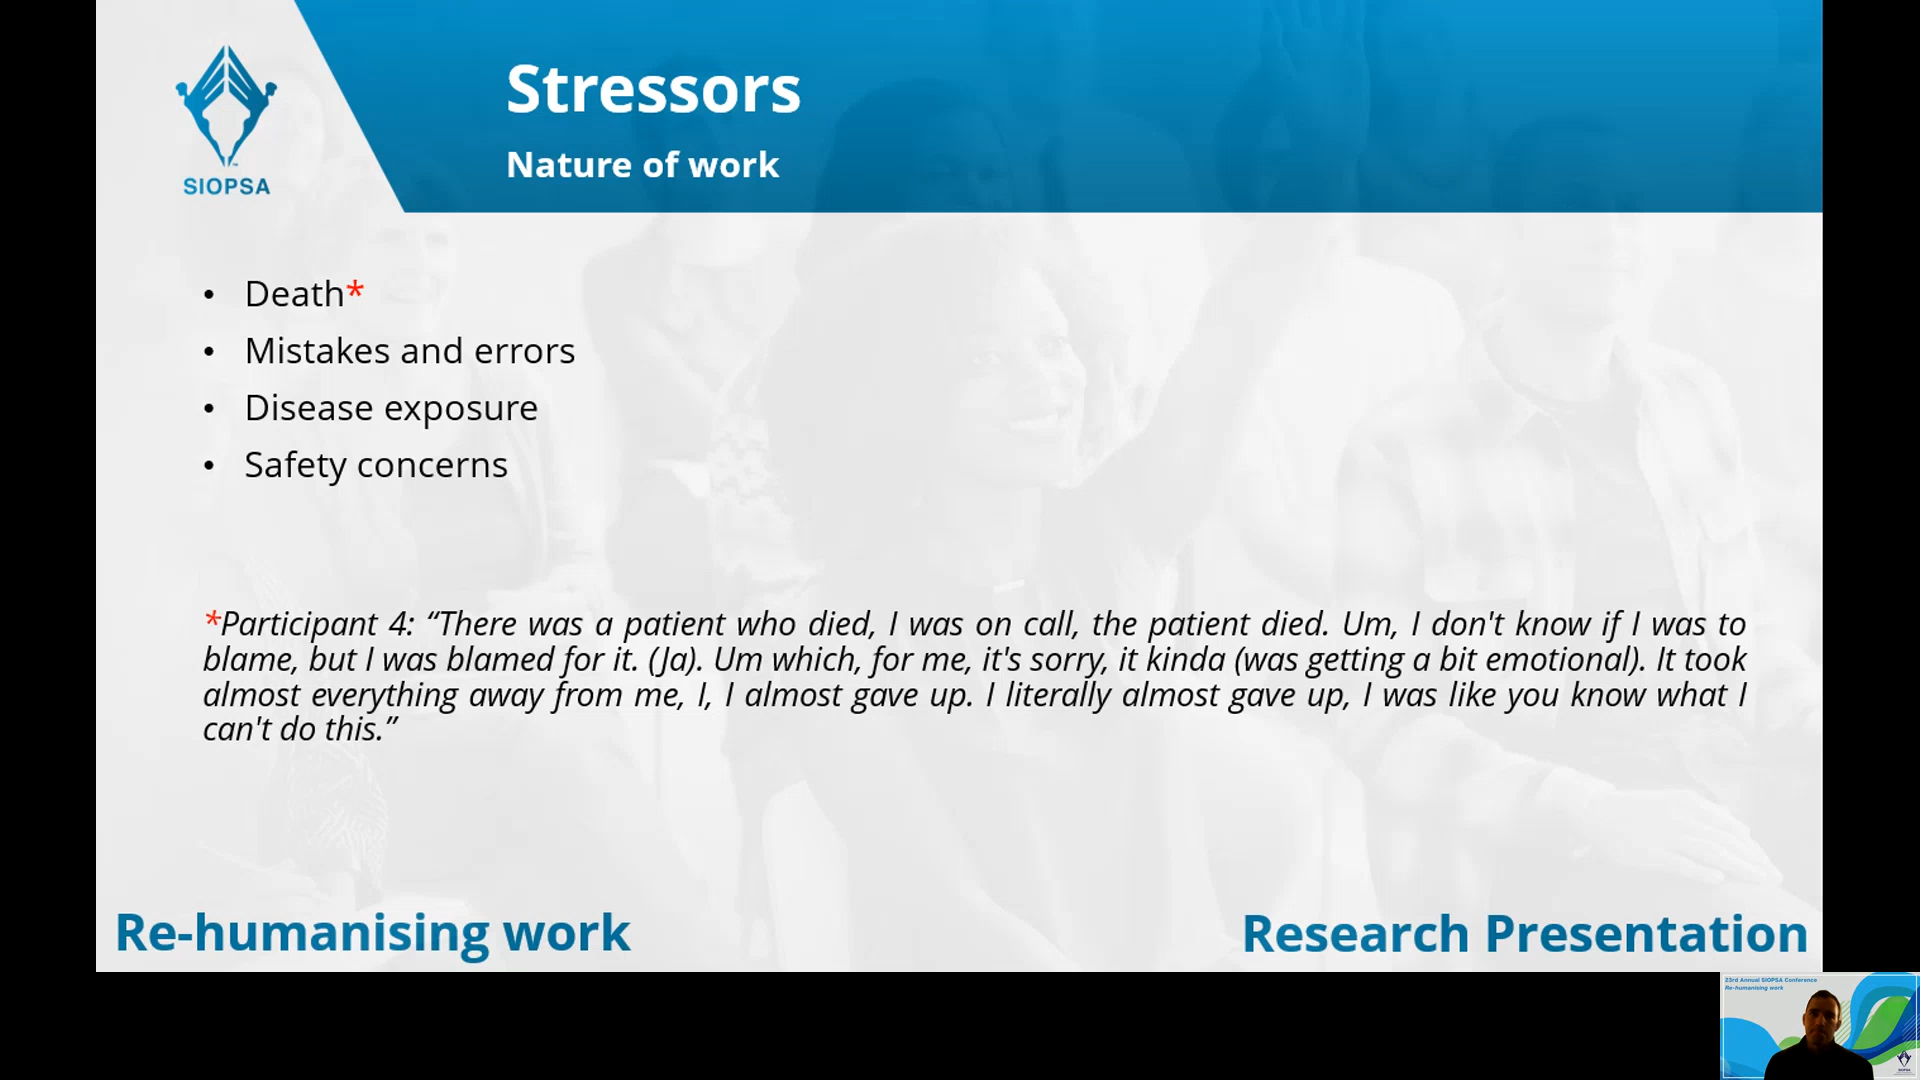 SIOPSA
Stressors
Nature of work
• Death*
• Mistakes and errors
• Disease exposure
• Safety concerns
*Participant 4: “There was a patient who died, I was on call, the patient died. Um, I don't know if I was to
blame, but I was blamed for it. (Ja). Um which, for me, it's sorry, it kinda (was getting a bit emotional). It took
almost everything away from me, I, I almost gave up. I literally almost gave up, I was like you know what I
can't do this.”
Re-humanising work
Research Presentation
23rd Annual SIOPSA Conference
Re-humanising work
SIOPSA